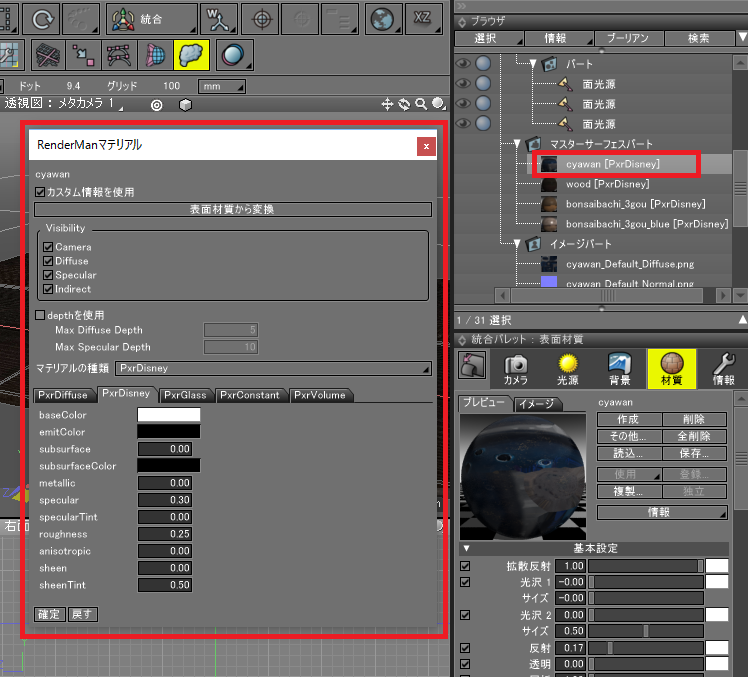 統合
W
XZ
ドット 9.4 グリッド 100 mm
透視図 : メタカメラ 1
RenderManマテリアル
x
cyawan
カスタム情報を使用
表面材質から変換
Visibility
Camera
Diffuse
Specular
Indirect
depthを使用
Max Diffuse Depth 5
Max Specular Depth 10
マテリアルの種類 PxrDisney
PxrDiffuse PxrDisney PxrGlass PxrConstant PxrVolume
baseColor
emitColor
subsurface 0.00
subsurfaceColor
metallic 0.00
specular 0.30
specularTint 0.00
roughness 0.25
anisotropic 0.00
sheen 0.00
sheenTint 0.50
確定 戻す
Z
右面
ブラウザ
選択 情報 ブーリアン 検索
パート
面光源
面光源
面光源
マスターサーフェスパート
cyawan [PxrDisney]
wood [PxrDisney]
bonsaibachi_3gou [PxrDisney]
bonsaibachi_3gou_blue [PxrDisney]
イメージパート
cyawan_Default_Diffuse.png
cyawan_Default_Normal.png
1 / 31 選択
統合パレット : 表面材質
カメラ 光源 背景 材質 情報
プレビュー イメージ
cyawan
作成 削除
その他... 全削除
読込... 保存...
使用 登録...
複製... 独立
情報
基本設定
拡散反射 1.00
光沢 1 -0.00
サイズ -0.00
光沢 2 0.00
サイズ 0.50
反射 0.17
透明 0.00